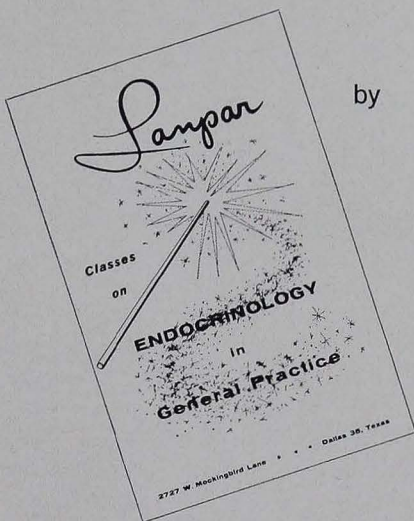 by
Lanpar
Classes
on
ENDOCRINOLOGY
in
General Practice
2727 W. Mockingbird Lane * * * Dallas 35, Texas